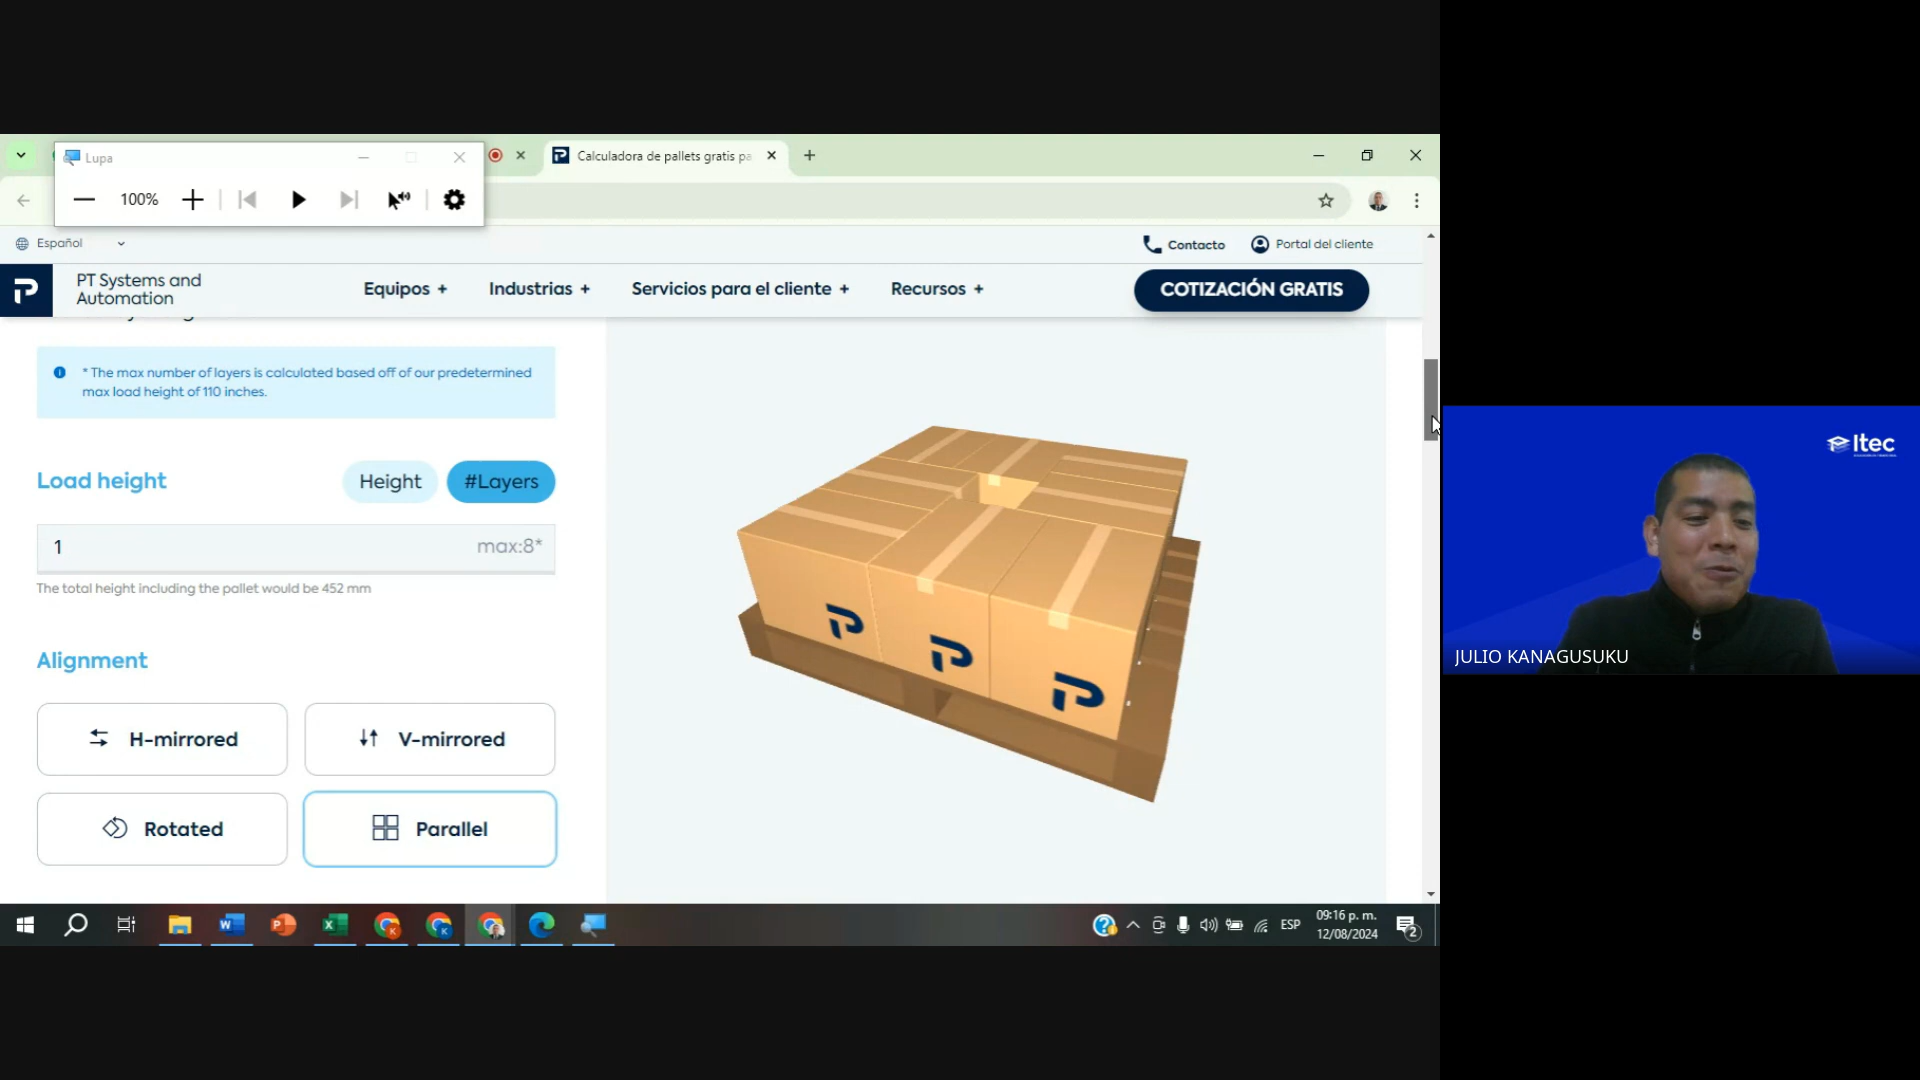 Lupa
100%
Calculadora de pallets gratis pa
Español
Contacto
Portal del cliente
PT Systems and
Automation
Equipos +
Industrias +
Servicios para el cliente +
Recursos +
COTIZACIÓN GRATIS
* The max number of layers is calculated based off of our predetermined
max load height of 110 inches.
Load height
Height
#Layers
1
max:8*
The total height including the pallet would be 452 mm
Alignment
H-mirrored
V-mirrored
Rotated
Parallel
ESP
09:16 p. m.
12/08/2024
2
Itec
JULIO KANAGUSUKU